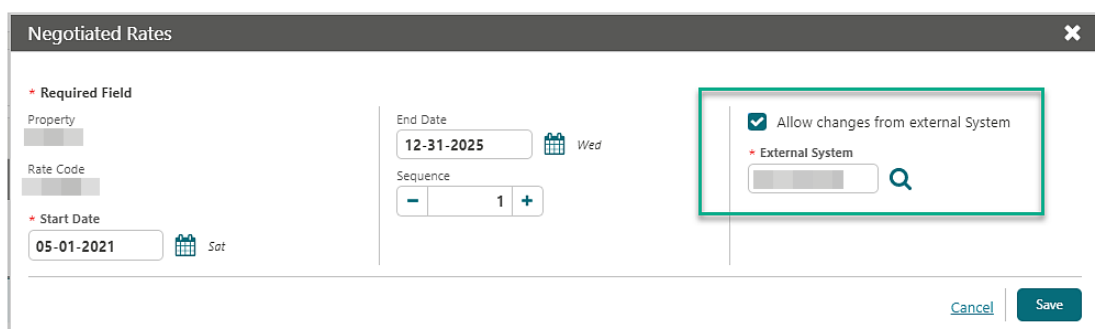 Negotiated Rates
* Required Field
Property
Rate Code
* Start Date
05-01-2021 Sat
End Date
12-31-2025 Wed
Sequence
1
Allow changes from external System
* External System
Cancel
Save